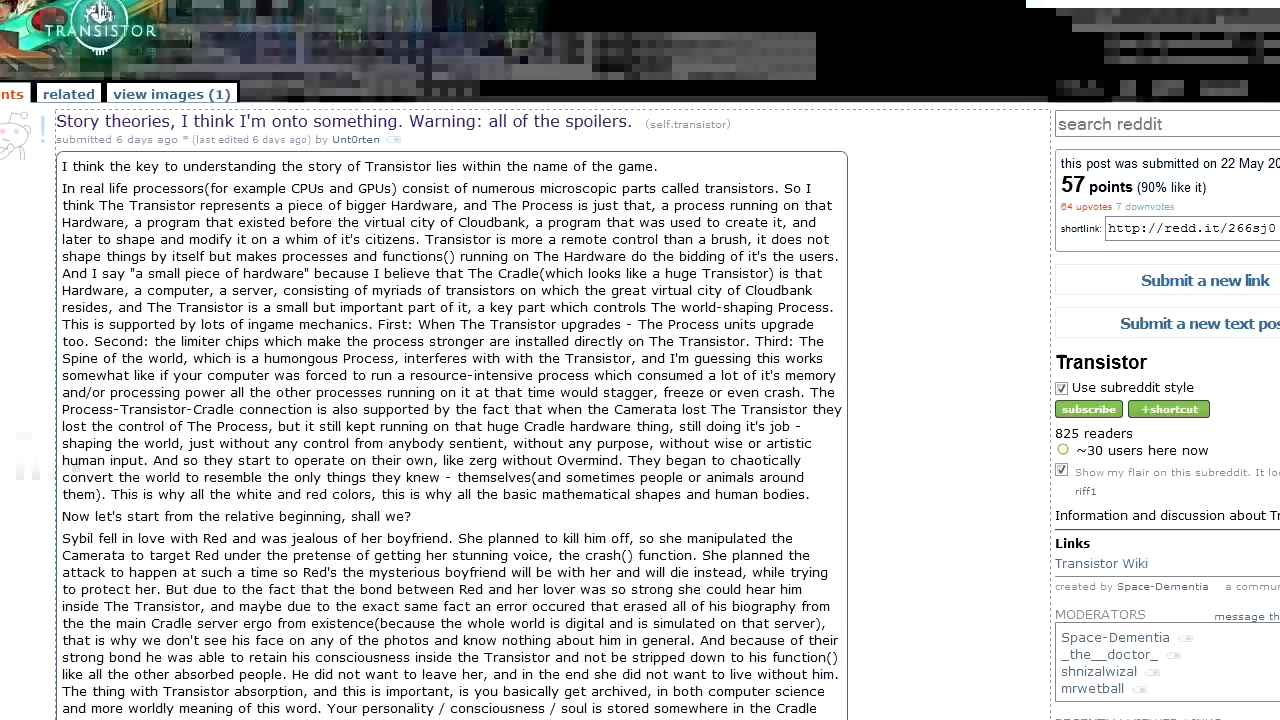 TRANSISTOR
nts
related
view images (1)
Story theories, I think I'm onto something. Warning: all of the spoilers. (self.transistor)
submitted 6 days ago * (last edited 6 days ago) by Unt0rten
I think the key to understanding the story of Transistor lies within the name of the game.
In real life processors(for example CPUs and GPUs) consist of numerous microscopic parts called transistors. So I
think The Transistor represents a piece of bigger Hardware, and The Process is just that, a process running on that
Hardware, a program that existed before the virtual city of Cloudbank, a program that was used to create it, and
later to shape and modify it on a whim of it's citizens. Transistor is more a remote control than a brush, it does not
shape things by itself but makes processes and functions() running on The Hardware do the bidding of it's the users.
And I say "a small piece of hardware" because I believe that The Cradle(which looks like a huge Transistor) is that
Hardware, a computer, a server, consisting of myriads of transistors on which the great virtual city of Cloudbank
resides, and The Transistor is a small but important part of it, a key part which controls The world-shaping Process.
This is supported by lots of ingame mechanics. First: When The Transistor upgrades - The Process units upgrade
too. Second: the limiter chips which make the process stronger are installed directly on The Transistor. Third: The
Spine of the world, which is a humongous Process, interferes with with the Transistor, and I'm guessing this works
somewhat like if your computer was forced to run a resource-intensive process which consumed a lot of it's memory
and/or processing power all the other processes running on it at that time would stagger, freeze or even crash. The
Process-Transistor-Cradle connection is also supported by the fact that when the Camerata lost The Transistor they
lost the control of The Process, but it still kept running on that huge Cradle hardware thing, still doing it's job -
shaping the world, just without any control from anybody sentient, without any purpose, without wise or artistic
human input. And so they start to operate on their own, like zerg without Overmind. They began to chaotically
convert the world to resemble the only things they knew - themselves(and sometimes people or animals around
them). This is why all the white and red colors, this is why all the basic mathematical shapes and human bodies.
Now let's start from the relative beginning, shall we?
Sybil fell in love with Red and was jealous of her boyfriend. She planned to kill him off, so she manipulated the
Camerata to target Red under the pretense of getting her stunning voice, the crash() function. She planned the
attack to happen at such a time so Red's the mysterious boyfriend will be with her and will die instead, while trying
to protect her. But due to the fact that the bond between Red and her lover was so strong she could hear him
inside The Transistor, and maybe due to the exact same fact an error occured that erased all of his biography from
the the main Cradle server ergo from existence(because the whole world is digital and is simulated on that server),
that is why we don't see his face on any of the photos and know nothing about him in general. And because of their
strong bond he was able to retain his consciousness inside the Transistor and not be stripped down to his function()
like all the other absorbed people. He did not want to leave her, and in the end she did not want to live without him.
The thing with Transistor absorption, and this is important, is you basically get archived, in both computer science
and more worldly meaning of this word. Your personality / consciousness / soul is stored somewhere in the Cradle
search reddit
this post was submitted on 22 May 20
57 points (90% like it)
64 upvotes 7 downvotes
shortlink: http://redd.it/266sj0
Submit a new link
Submit a new text pos
Transistor
Use subreddit style
subscribe +shortcut
825 readers
~30 users here now
Show my flair on this subreddit. It loo
riff1
Information and discussion about Tr
Links
Transistor Wiki
created by Space-Dementia a commun
MODERATORS message th
Space-Dementia
_the__doctor_
shnizalwizal
mrwetball